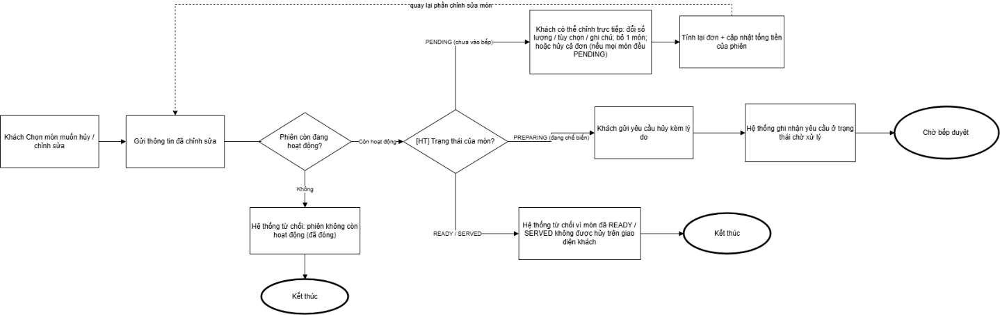 quay lại phần chỉnh sửa món
PENDING (chưa vào bếp)
Khách có thể chỉnh trực tiếp: đổi số
lượng / tùy chọn / ghi chú; bỏ 1 món;
hoặc hủy cả đơn (nếu mọi món đều
PENDING)
Tính lại đơn + cập nhật tổng tiền
của phiên
Khách Chọn món muốn hủy /
chỉnh sửa
Gửi thông tin đã chỉnh sửa
Phiên còn đang
hoạt động?
Còn hoạt động
[HT] Trạng thái của món?
PREPARING (đang chế biến)
Khách gửi yêu cầu hủy kèm lý
do
Hệ thống ghi nhận yêu cầu ở trạng
thái chờ xử lý
Chờ bếp duyệt
Không
Hệ thống từ chối: phiên không còn
hoạt động (đã đóng)
Kết thúc
READY / SERVED
Hệ thống từ chối vì món đã READY /
SERVED không được hủy trên giao
diện khách
Kết thúc